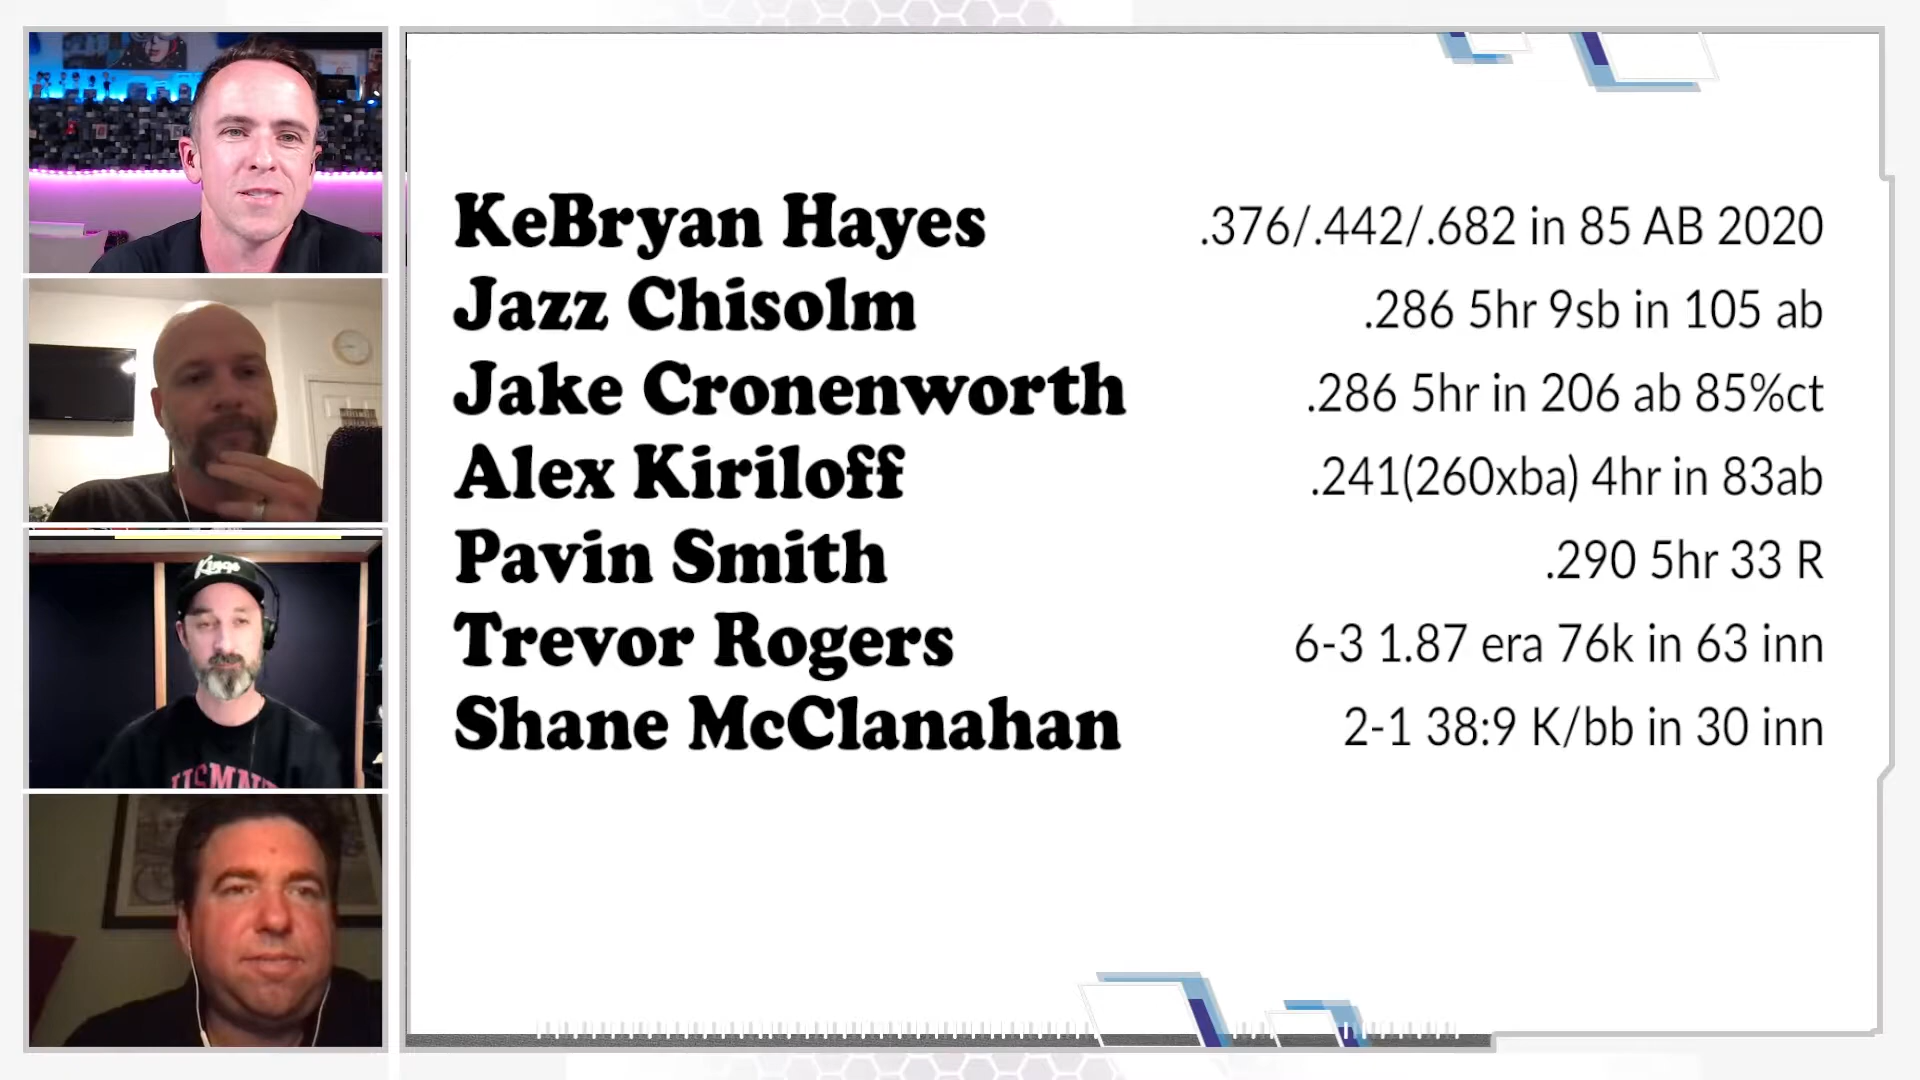 KeBryan Hayes .376/.442/.682 in 85 AB 2020
Jazz Chisolm .286 5hr 9sb in 105 ab
Jake Cronenworth .286 5hr in 206 ab 85%ct
Alex Kiriloff .241(260xba) 4hr in 83ab
Pavin Smith .290 5hr 33 R
Trevor Rogers 6-3 1.87 era 76k in 63 inn
Shane McClanahan 2-1 38:9 K/bb in 30 inn
Kings
USMNT